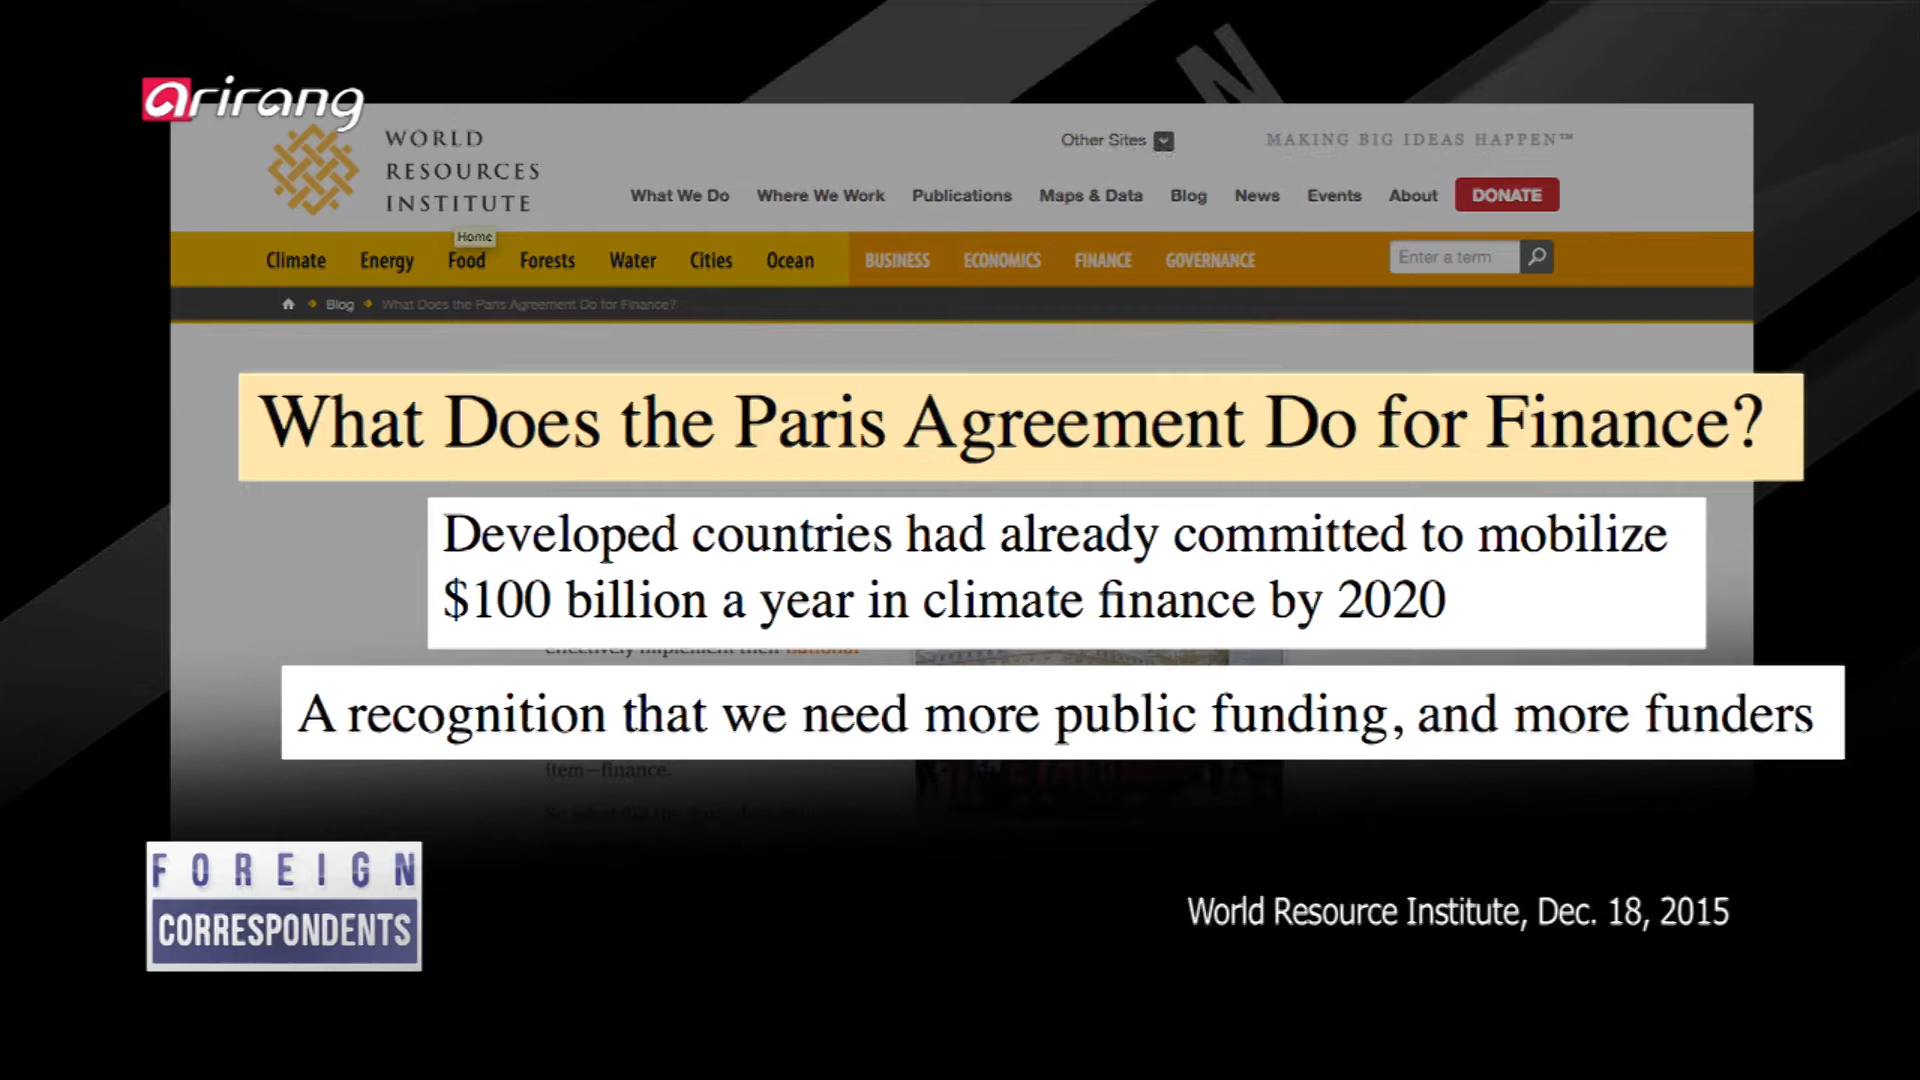 arirang
WORLD
RESOURCES
INSTITUTE
Other Sites
MAKING BIG IDEAS HAPPEN™
What We Do Where We Work Publications Maps & Data Blog News Events About DONATE
Home
Climate Energy Food Forests Water Cities Ocean BUSINESS ECONOMICS FINANCE GOVERNANCE Enter a term
Blog What Does the Paris Agreement Do for Finance?
What Does the Paris Agreement Do for Finance?
Developed countries had already committed to mobilize
$100 billion a year in climate finance by 2020
effectively implement their national
A recognition that we need more public funding, and more funders
item—finance.
FOREIGN
CORRESPONDENTS
World Resource Institute, Dec. 18, 2015
N